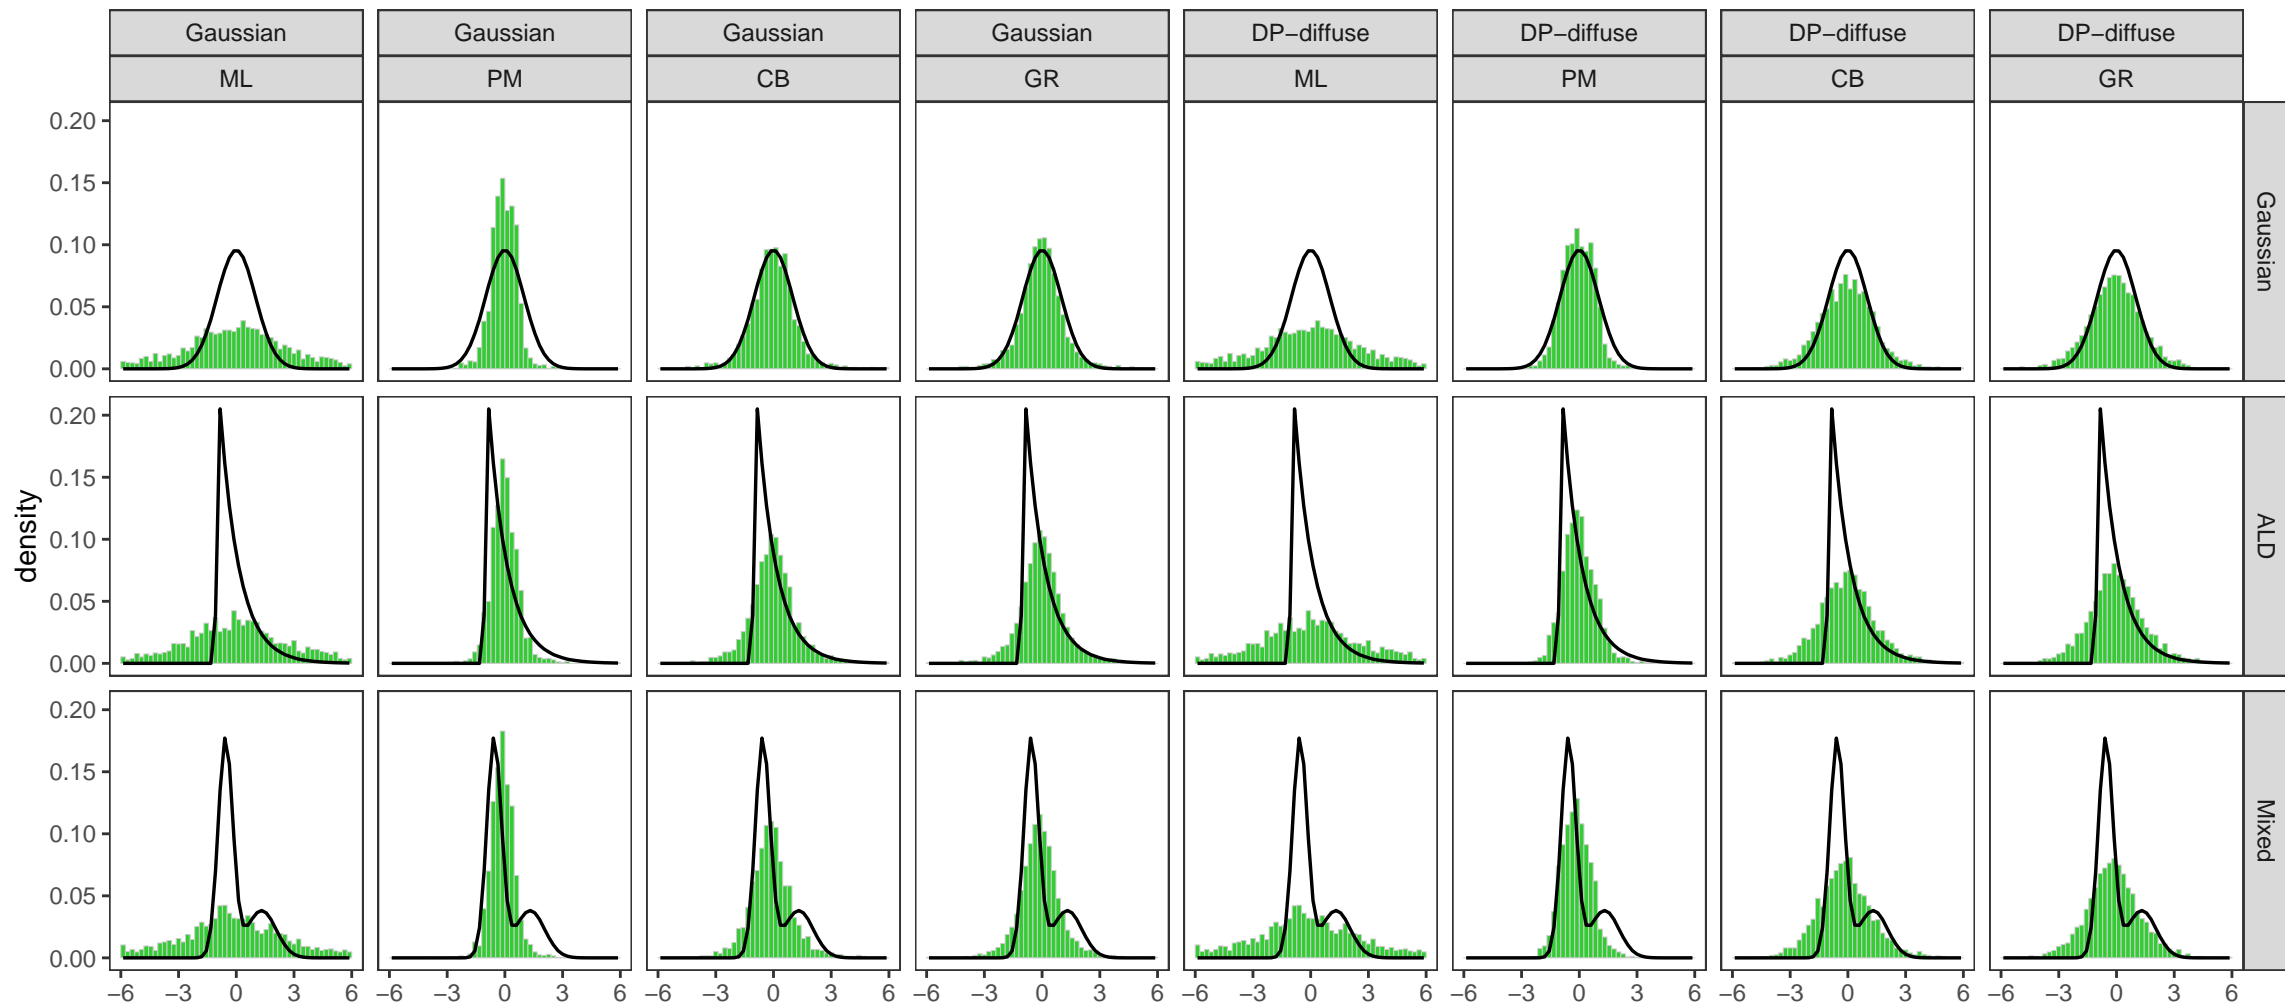 Gaussian Gaussian Gaussian Gaussian DP−diffuse DP−diffuse DP−diffuse DP−diffuse
ML PM CB GR ML PM CB GR
0.20
0.15
0.10
0.05
0.00
Gaussian
0.20
0.15
0.10
0.05
0.00
ALD
density
0.20
0.15
0.10
0.05
0.00
Mixed
−6 −3 0 3 6 −6 −3 0 3 6 −6 −3 0 3 6 −6 −3 0 3 6 −6 −3 0 3 6 −6 −3 0 3 6 −6 −3 0 3 6 −6 −3 0 3 6